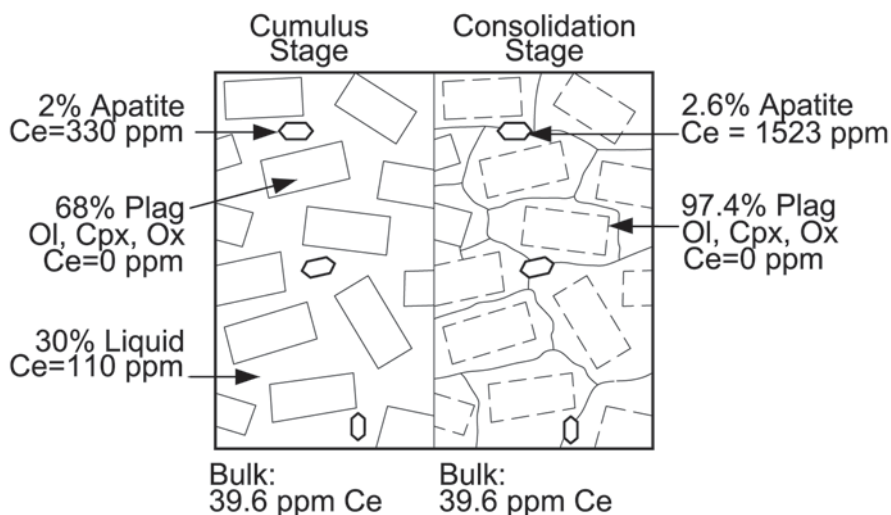 Cumulus
Stage
Consolidation
Stage
2% Apatite
Ce=330 ppm
68% Plag
Ol, Cpx, Ox
Ce=0 ppm
30% Liquid
Ce=110 ppm
2.6% Apatite
Ce = 1523 ppm
97.4% Plag
Ol, Cpx, Ox
Ce=0 ppm
Bulk:
39.6 ppm Ce
Bulk:
39.6 ppm Ce